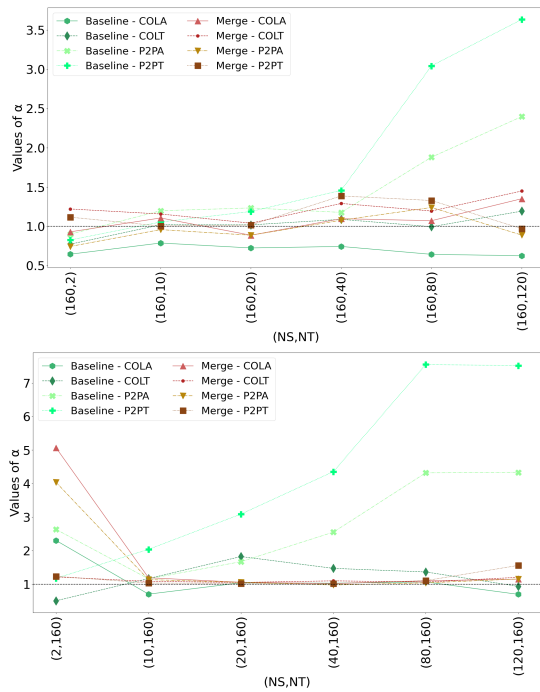 3.5
3.0
2.5
2.0
1.5
1.0
0.5
Values of α
Baseline - COLA
Baseline - COLT
Baseline - P2PA
Baseline - P2PT
Merge - COLA
Merge - COLT
Merge - P2PA
Merge - P2PT
(160,2)
(160,10)
(160,20)
(160,40)
(160,80)
(160,120)
(NS,NT)
7
6
5
4
3
2
1
Values of α
Baseline - COLA
Baseline - COLT
Baseline - P2PA
Baseline - P2PT
Merge - COLA
Merge - COLT
Merge - P2PA
Merge - P2PT
(2,160)
(10,160)
(20,160)
(40,160)
(80,160)
(120,160)
(NS,NT)